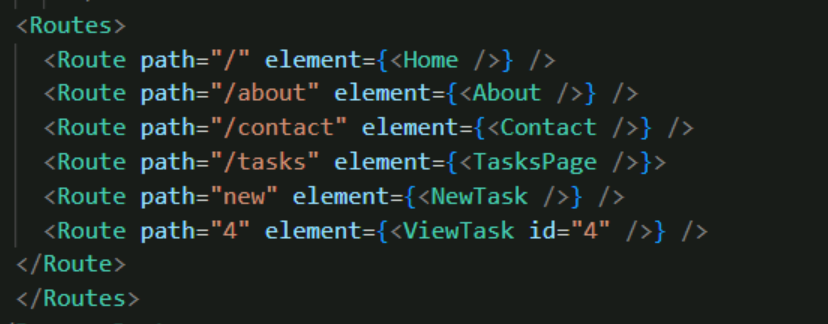 <Routes>
<Route path="/" element={<Home />} />
<Route path="/about" element={<About />} />
<Route path="/contact" element={<Contact />} />
<Route path="/tasks" element={<TasksPage />}>
<Route path="new" element={<NewTask />} />
<Route path="4" element={<ViewTask id="4" />} />
</Route>
</Routes>